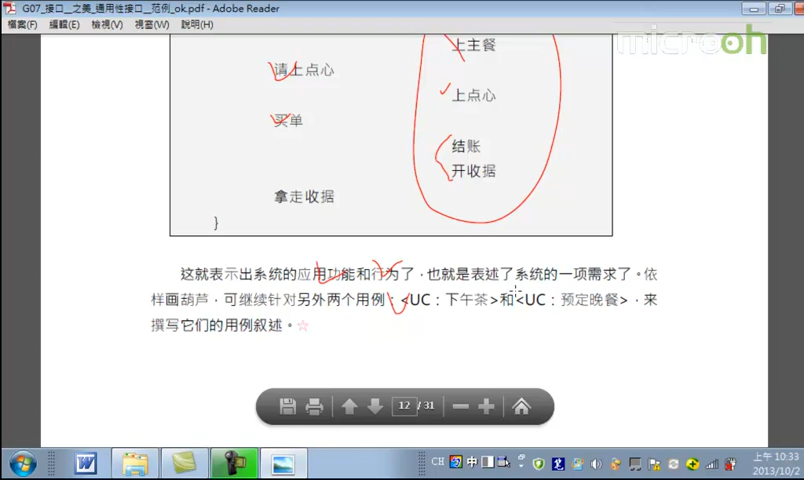 G07_接口__之美_通用性接口__范例_ok.pdf - Adobe Reader
檔案(F) 編輯(E) 檢視(V) 視窗(W) 說明(H)
microoh
上主餐
请上点心
上点心
买单
结账
开收据
拿走收据
}
这就表示出系统的应用功能和行为了，也就是表述了系统的一项需求了。依
样画葫芦，可继续针对另外两个用例：<UC：下午茶>和<UC：预定晚餐>，来
撰写它们的用例叙述。☆
12 / 31
CH 中
上午 10:33
2013/10/2